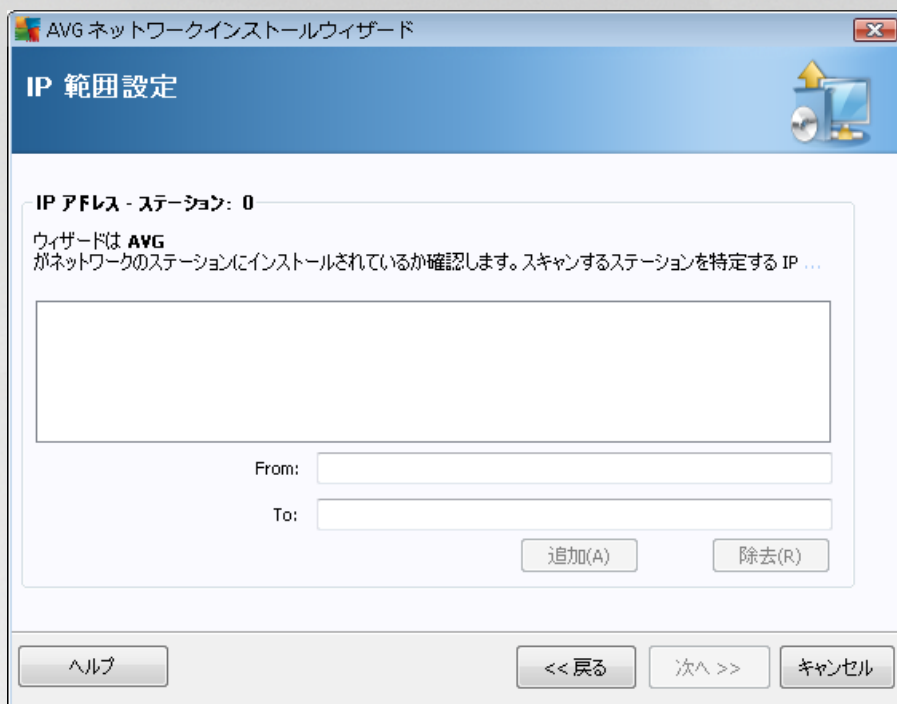 AVG ネットワークインストールウィザード
IP 範囲設定
IP アドレス - ステーション: 0
ウィザードは AVG
がネットワークのステーションにインストールされているか確認します。スキャンするステーションを特定する IP ...
From:
To:
追加(A)
除去(R)
ヘルプ
<< 戻る
次へ >>
キャンセル